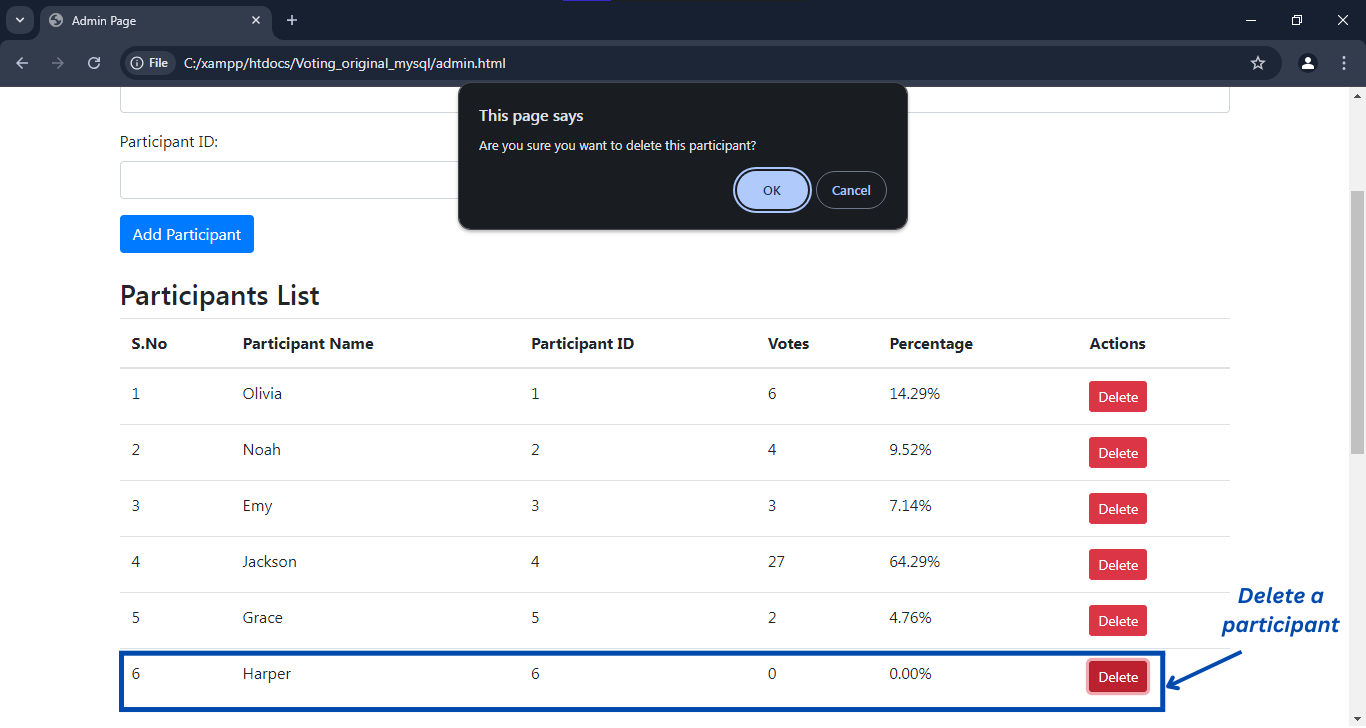 Admin Page
File C:/xampp/htdocs/Voting_original_mysql/admin.html
This page says
Are you sure you want to delete this participant?
OK Cancel
Participant ID:
Add Participant
Participants List
S.No Participant Name Participant ID Votes Percentage Actions
1 Olivia 1 6 14.29% Delete
2 Noah 2 4 9.52% Delete
3 Emy 3 3 7.14% Delete
4 Jackson 4 27 64.29% Delete
5 Grace 5 2 4.76% Delete
6 Harper 6 0 0.00% Delete
Delete a
participant